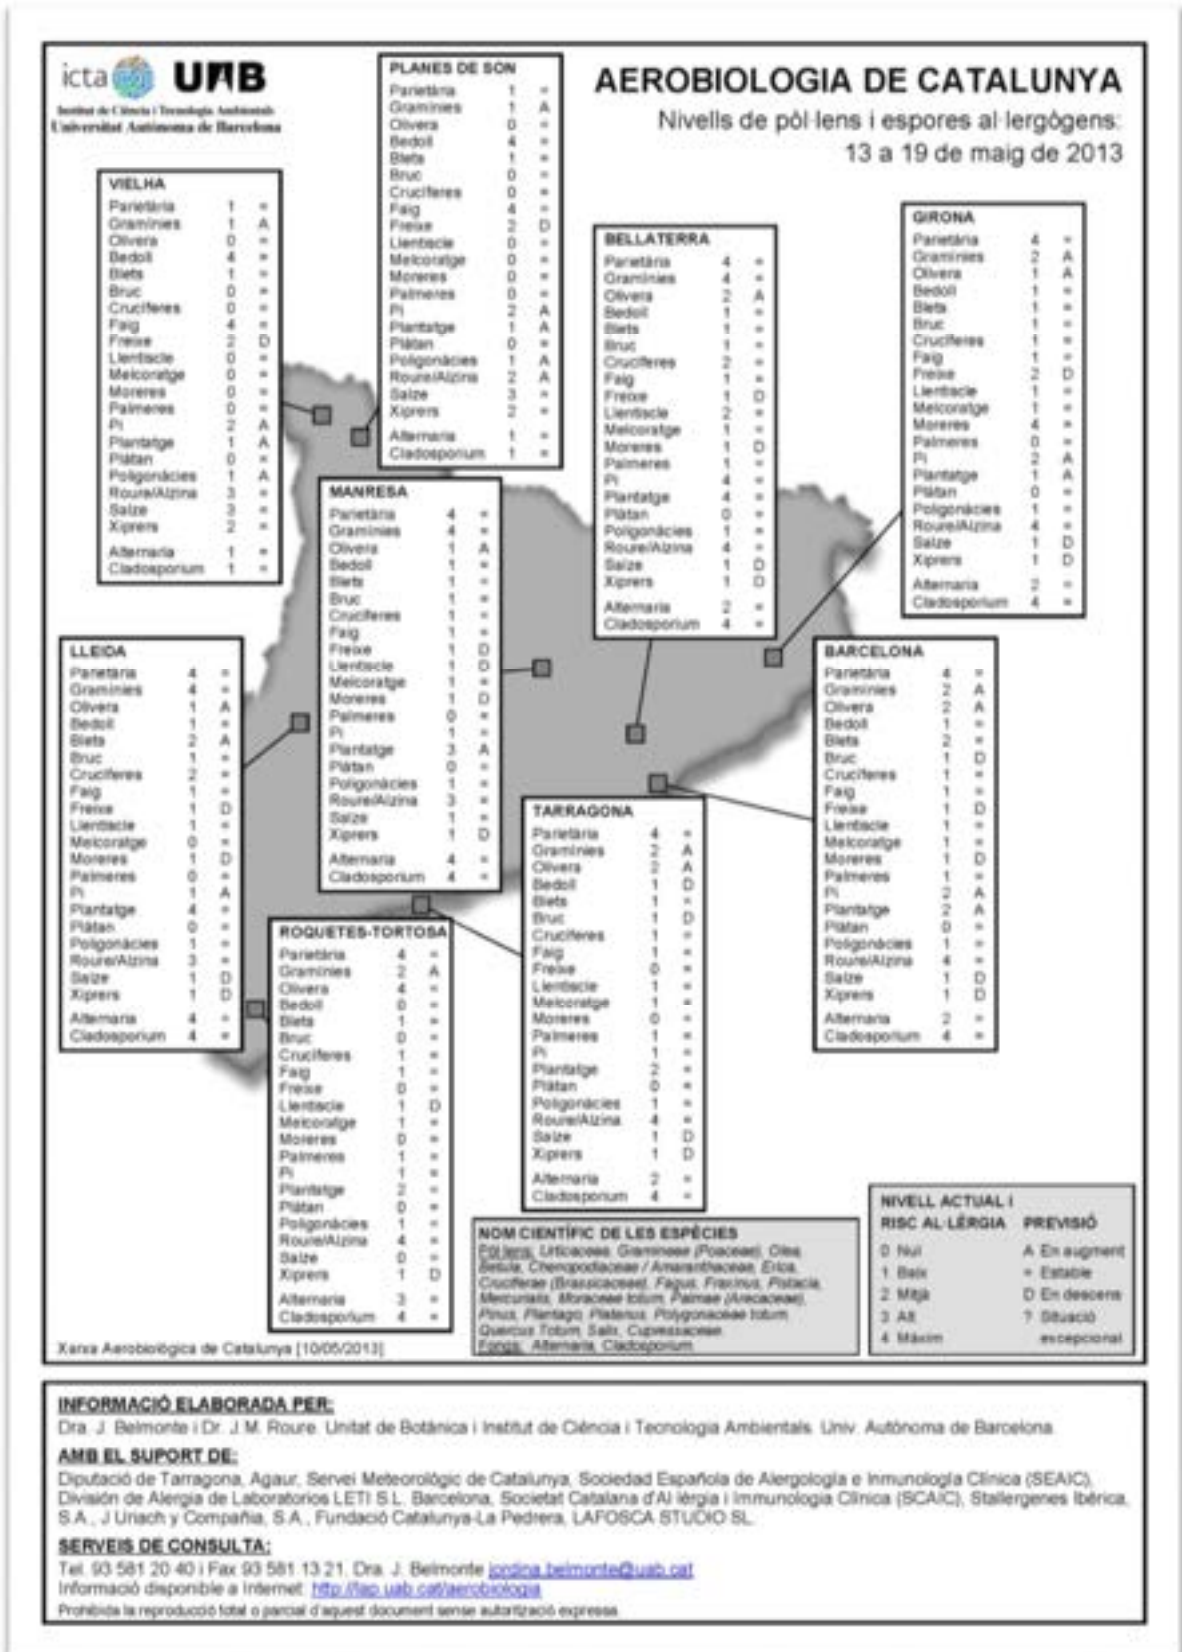 icta UAB
Institut de Ciència i Tecnologia Ambientals
Universitat Autònoma de Barcelona
AEROBIOLOGIA DE CATALUNYA
Nivells de pòl·lens i espores al·lergògens:
13 a 19 de maig de 2013
PLANES DE SON
Parietària 1 =
Gramínies 1 A
Olivera 0 =
Bedoll 4 =
Blets 1 =
Bruc 0 =
Crucíferes 0 =
Faig 4 =
Freixe 2 D
Llentiscle 0 =
Melcoratge 0 =
Moreres 0 =
Palmeres 0 =
Pi 2 A
Plantatge 1 A
Plàtan 0 =
Poligonàcies 1 A
Roure/Alzina 2 A
Salze 3 =
Xiprers 2 =
Alternaria 1 =
Cladosporium 1 =
VIELHA
Parietària 1 =
Gramínies 1 A
Olivera 0 =
Bedoll 4 =
Blets 1 =
Bruc 0 =
Crucíferes 0 =
Faig 4 =
Freixe 2 D
Llentiscle 0 =
Melcoratge 0 =
Moreres 0 =
Palmeres 0 =
Pi 2 A
Plantatge 1 A
Plàtan 0 =
Poligonàcies 1 A
Roure/Alzina 3 =
Salze 3 =
Xiprers 2 =
Alternaria 1 =
Cladosporium 1 =
BELLATERRA
Parietària 4 =
Gramínies 4 =
Olivera 2 A
Bedoll 1 =
Blets 1 =
Bruc 1 =
Crucíferes 2 =
Faig 1 =
Freixe 1 D
Llentiscle 2 =
Melcoratge 1 =
Moreres 1 D
Palmeres 1 =
Pi 4 =
Plantatge 4 =
Plàtan 0 =
Poligonàcies 1 =
Roure/Alzina 4 =
Salze 1 D
Xiprers 1 D
Alternaria 2 =
Cladosporium 4 =
GIRONA
Parietària 4 =
Gramínies 2 A
Olivera 1 A
Bedoll 1 =
Blets 1 =
Bruc 1 =
Crucíferes 1 =
Faig 1 =
Freixe 2 D
Llentiscle 1 =
Melcoratge 1 =
Moreres 4 =
Palmeres 0 =
Pi 2 A
Plantatge 1 A
Plàtan 0 =
Poligonàcies 1 =
Roure/Alzina 4 =
Salze 1 D
Xiprers 1 D
Alternaria 2 =
Cladosporium 4 =
MANRESA
Parietària 4 =
Gramínies 4 =
Olivera 1 A
Bedoll 1 =
Blets 1 =
Bruc 1 =
Crucíferes 1 =
Faig 1 =
Freixe 1 D
Llentiscle 1 D
Melcoratge 1 =
Moreres 1 D
Palmeres 0 =
Pi 1 =
Plantatge 3 A
Plàtan 0 =
Poligonàcies 1 =
Roure/Alzina 3 =
Salze 1 =
Xiprers 1 D
Alternaria 4 =
Cladosporium 4 =
LLEIDA
Parietària 4 =
Gramínies 4 =
Olivera 1 A
Bedoll 1 =
Blets 2 A
Bruc 1 =
Crucíferes 2 =
Faig 1 =
Freixe 1 D
Llentiscle 1 =
Melcoratge 0 =
Moreres 1 D
Palmeres 0 =
Pi 1 A
Plantatge 4 =
Plàtan 0 =
Poligonàcies 1 =
Roure/Alzina 3 =
Salze 1 D
Xiprers 1 D
Alternaria 4 =
Cladosporium 4 =
BARCELONA
Parietària 4 =
Gramínies 2 A
Olivera 2 A
Bedoll 1 =
Blets 2 =
Bruc 1 D
Crucíferes 1 =
Faig 1 =
Freixe 1 D
Llentiscle 1 =
Melcoratge 1 =
Moreres 1 D
Palmeres 1 =
Pi 2 A
Plantatge 2 A
Plàtan 0 =
Poligonàcies 1 =
Roure/Alzina 4 =
Salze 1 D
Xiprers 1 D
Alternaria 2 =
Cladosporium 4 =
TARRAGONA
Parietària 4 =
Gramínies 2 A
Olivera 2 A
Bedoll 1 D
Blets 1 =
Bruc 1 D
Crucíferes 1 =
Faig 1 =
Freixe 0 =
Llentiscle 1 =
Melcoratge 1 =
Moreres 0 =
Palmeres 1 =
Pi 1 =
Plantatge 2 =
Plàtan 0 =
Poligonàcies 1 =
Roure/Alzina 4 =
Salze 1 D
Xiprers 1 D
Alternaria 2 =
Cladosporium 4 =
ROQUETES-TORTOSA
Parietària 4 =
Gramínies 2 A
Olivera 4 =
Bedoll 0 =
Blets 1 =
Bruc 0 =
Crucíferes 1 =
Faig 1 =
Freixe 0 =
Llentiscle 1 D
Melcoratge 1 =
Moreres 0 =
Palmeres 1 =
Pi 1 =
Plantatge 2 =
Plàtan 0 =
Poligonàcies 1 =
Roure/Alzina 4 =
Salze 0 =
Xiprers 1 D
Alternaria 3 =
Cladosporium 4 =
NOM CIENTÍFIC DE LES ESPÈCIES
Pòl·lens: Urticaceae, Gramineae (Poaceae), Olea,
Betula, Chenopodiaceae / Amaranthaceae, Erica,
Cruciferae (Brassicaceae), Fagus, Fraxinus, Pistacia,
Mercurialis, Moraceae totum, Palmae (Arecaceae),
Pinus, Plantago, Platanus, Polygonaceae totum,
Quercus Totum, Salix, Cupressaceae.
Fongs: Alternaria, Cladosporium.
NIVELL ACTUAL I
RISC AL·LÈRGIA PREVISIÓ
0 Nul A En augment
1 Baix = Estable
2 Mitjà D En descens
3 Alt ? Situació
4 Màxim excepcional
Xarxa Aerobiològica de Catalunya [10/05/2013]
INFORMACIÓ ELABORADA PER:
Dra. J. Belmonte i Dr. J.M. Roure. Unitat de Botànica i Institut de Ciència i Tecnologia Ambientals. Univ. Autònoma de Barcelona.
AMB EL SUPORT DE:
Diputació de Tarragona, Agaur, Servei Meteorològic de Catalunya, Sociedad Española de Alergología e Inmunología Clínica (SEAIC),
División de Alergia de Laboratorios LETI S.L. Barcelona, Societat Catalana d'Al·lèrgia i Immunologia Clínica (SCAIC), Stallergenes Ibérica,
S.A., J Uriach y Compañía, S.A., Fundació Catalunya-La Pedrera, LAFOSCA STUDIO SL.
SERVEIS DE CONSULTA:
Tel. 93 581 20 40 i Fax 93 581 13 21. Dra. J. Belmonte jordina.belmonte@uab.cat
Informació disponible a Internet: http://lap.uab.cat/aerobiologia
Prohibida la reproducció total o parcial d'aquest document sense autorització expressa.